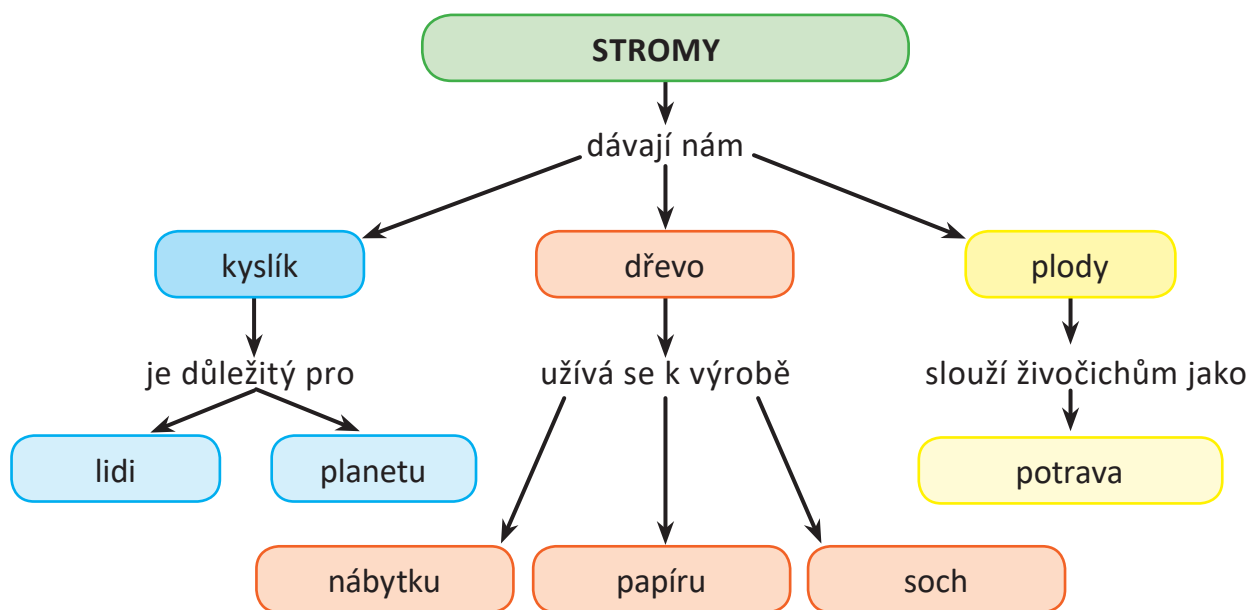 STROMY
dávají nám
kyslík
dřevo
plody
je důležitý pro
užívá se k výrobě
slouží živočichům jako
lidi
planetu
potrava
nábytku
papíru
soch